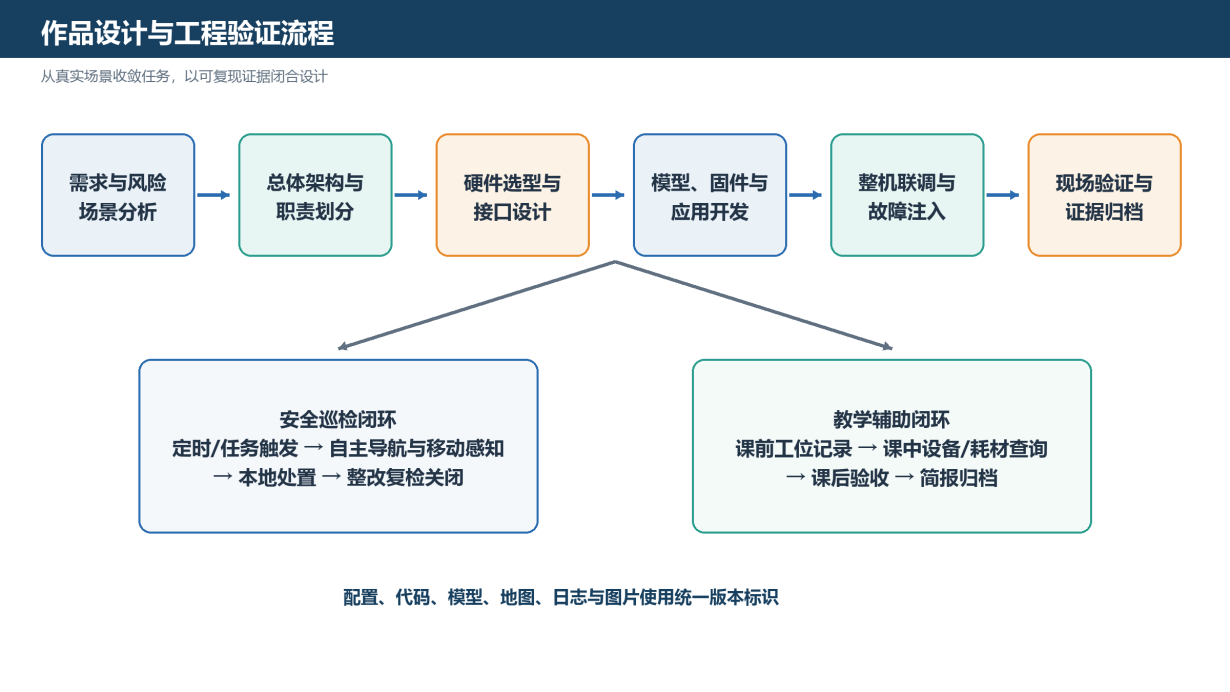 作品设计与工程验证流程
从真实场景收敛任务，以可复现证据闭合设计
需求与风险
场景分析
总体架构与
职责划分
硬件选型与
接口设计
模型、固件与
应用开发
整机联调与
故障注入
现场验证与
证据归档
安全巡检闭环
定时/任务触发 → 自主导航与移动感知
→ 本地处置 → 整改复检关闭
教学辅助闭环
课前工位记录 → 课中设备/耗材查询
→ 课后验收 → 简报归档
配置、代码、模型、地图、日志与图片使用统一版本标识